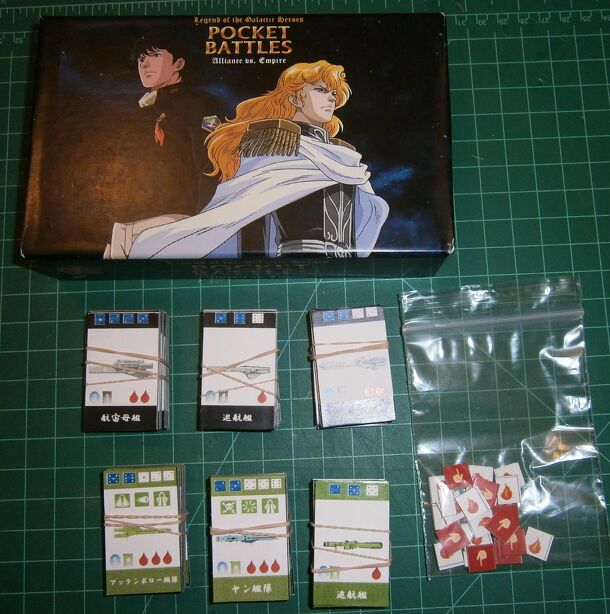 Legend of the Galactic Heroes
POCKET
BATTLES
Alliance vs. Empire
航宙母艦
巡航艦
アッテンボロー艦隊
ヤン艦隊
巡航艦